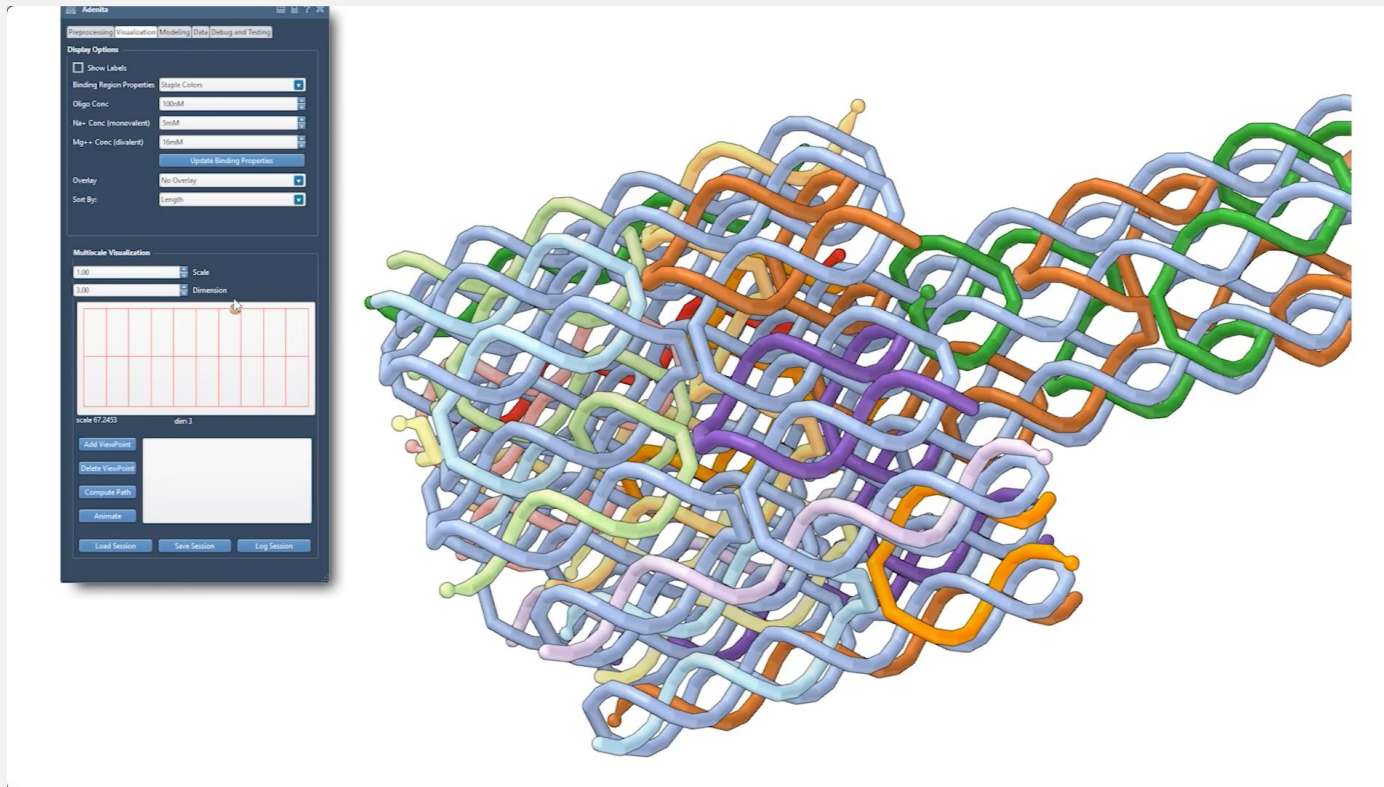 Adenita
Preprocessing Visualization Modeling Data Debug and Testing
Display Options
Show Labels
Binding Region Properties Staple Colors
Oligo Conc 100nM
Na+ Conc (monovalent) 5mM
Mg++ Conc (divalent) 16mM
Update Binding Properties
Overlay No Overlay
Sort By: Length
Multiscale Visualization
1.00 Scale
3.00 Dimension
scale 67.2453 dim 3
Add ViewPoint
Delete ViewPoint
Compute Path
Animate
Load Session Save Session Log Session